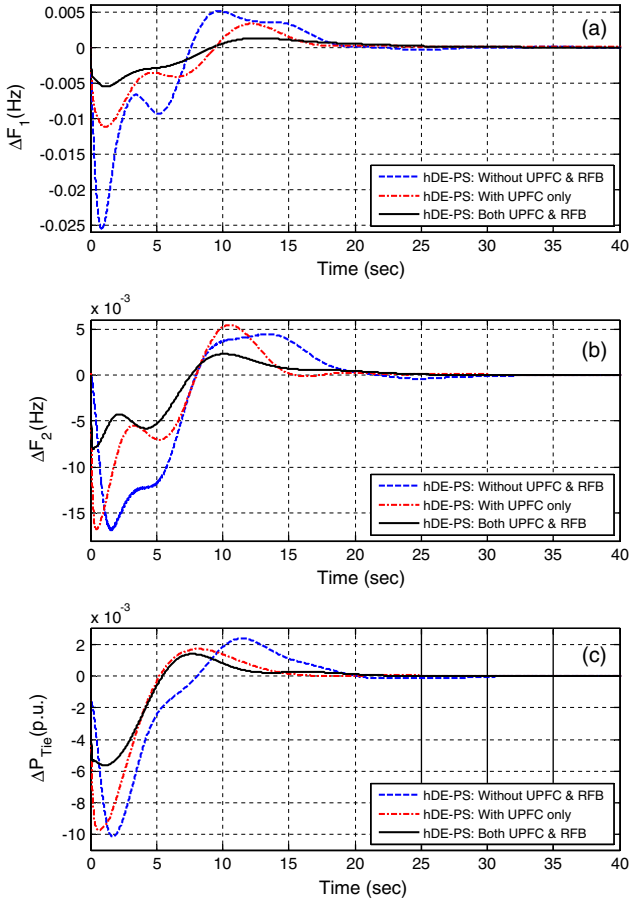 0.005
0
-0.005
-0.01
-0.015
-0.02
-0.025
ΔF1(Hz)
(a)
hDE-PS: Without UPFC & RFB
hDE-PS: With UPFC only
hDE-PS: Both UPFC & RFB
0 5 10 15 20 25 30 35 40
Time (sec)
x 10-3
5
0
-5
-10
-15
ΔF2(Hz)
(b)
hDE-PS: Without UPFC & RFB
hDE-PS: With UPFC only
hDE-PS: Both UPFC & RFB
0 5 10 15 20 25 30 35 40
Time (sec)
x 10-3
2
0
-2
-4
-6
-8
-10
ΔPTie(p.u.)
(c)
hDE-PS: Without UPFC & RFB
hDE-PS: With UPFC only
hDE-PS: Both UPFC & RFB
0 5 10 15 20 25 30 35 40
Time (sec)